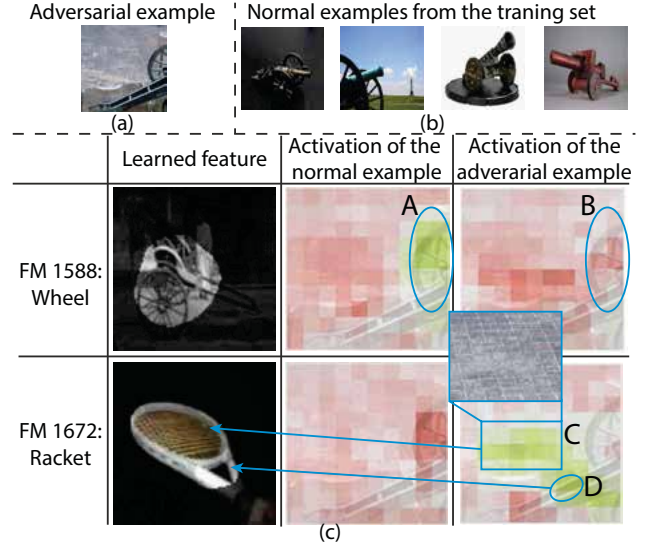 Adversarial example
Normal examples from the traning set
(a)
(b)
Learned feature
Activation of the
normal example
Activation of the
adverarial example
FM 1588:
Wheel
A
B
FM 1672:
Racket
C
D
(c)